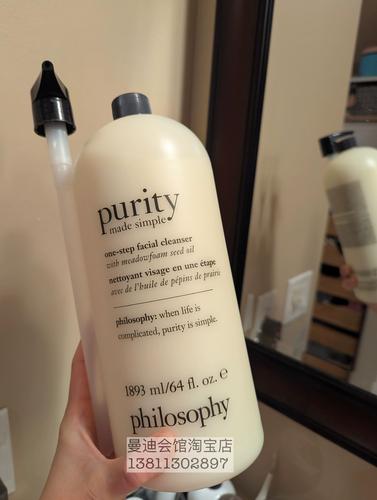 purity
made simple
one-step facial cleanser
with meadowfoam seed oil
nettoyant visage en une étape
avec de l'huile de pépins de prairie
philosophy: when life is
complicated, purity is simple.
1893 ml/64 fl. oz. ℮
philosophy
曼迪会馆淘宝店
13811302897